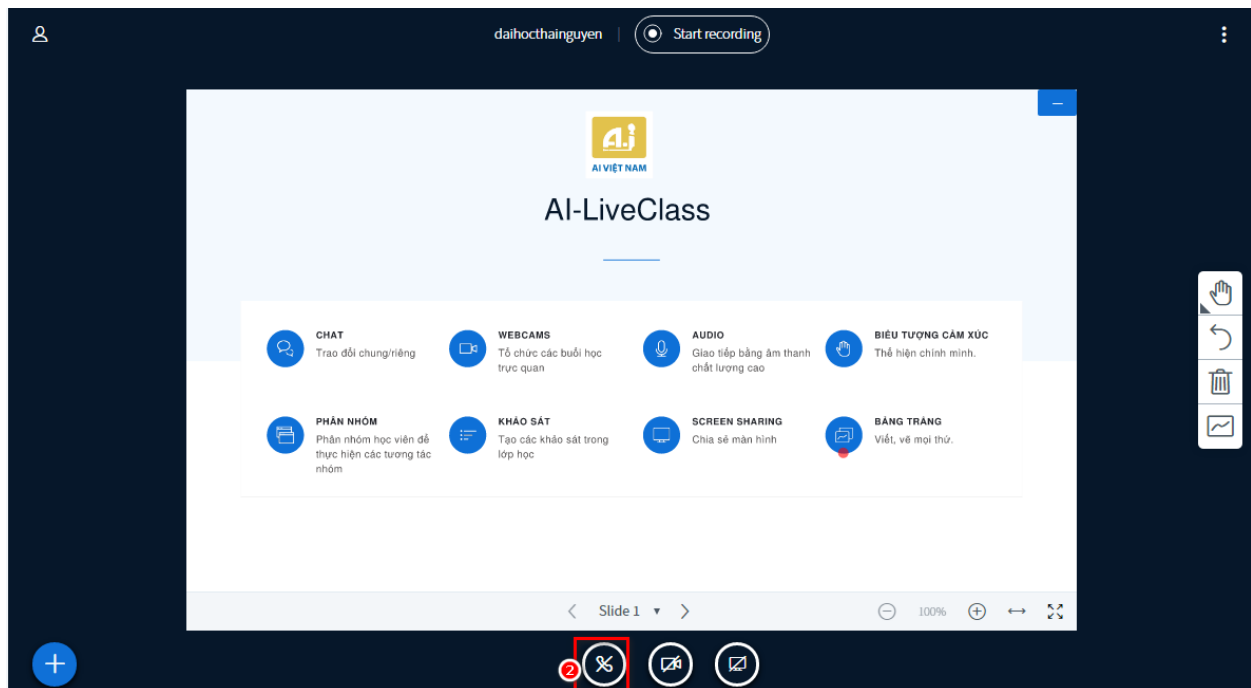 daihocthainguyen
Start recording
A.i
AI VIỆT NAM
AI-LiveClass
CHAT
Trao đổi chung/riêng
WEBCAMS
Tổ chức các buổi học
trực quan
AUDIO
Giao tiếp bằng âm thanh
chất lượng cao
BIỂU TƯỢNG CẢM XÚC
Thể hiện chính mình.
PHÂN NHÓM
Phân nhóm học viên để
thực hiện các tương tác
nhóm
KHẢO SÁT
Tạo các khảo sát trong
lớp học
SCREEN SHARING
Chia sẽ màn hình
BẢNG TRẮNG
Viết, vẽ mọi thứ.
Slide 1
100%
2